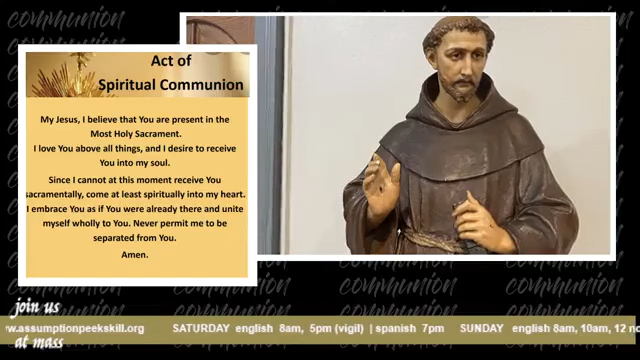 Act of
Spiritual Communion
My Jesus, I believe that You are present in the
Most Holy Sacrament.
I love You above all things, and I desire to receive
You into my soul.
Since I cannot at this moment receive You
sacramentally, come at least spiritually into my heart.
I embrace You as if You were already there and unite
myself wholly to You. Never permit me to be
separated from You.
Amen.
communion communion communion communion
join us
at mass
w.assumptionpeekskill.org SATURDAY english 8am, 5pm (vigil) | spanish 7pm SUNDAY english 8am, 10am, 12 no